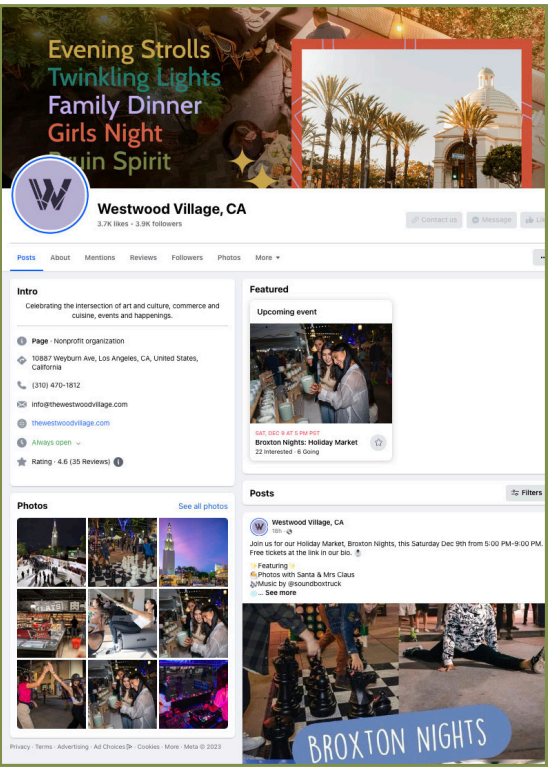 Evening Strolls
Twinkling Lights
Family Dinner
Girls Night
Bruin Spirit
W
Westwood Village, CA
3.7K likes • 3.9K followers
Contact us
Message
Lik
Posts
About
Mentions
Reviews
Followers
Photos
More
Intro
Celebrating the intersection of art and culture, commerce and
cuisine, events and happenings.
Page · Nonprofit organization
10887 Weyburn Ave, Los Angeles, CA, United States,
California
(310) 470-1812
info@thewestwoodvillage.com
thewestwoodvillage.com
Always open
Rating · 4.6 (35 Reviews)
Photos
See all photos
Privacy · Terms · Advertising · Ad Choices · Cookies · More · Meta © 2023
Featured
Upcoming event
SAT, DEC 9 AT 5 PM PST
Broxton Nights: Holiday Market
22 Interested · 6 Going
Posts
Filters
W
Westwood Village, CA
18h
Join us for our Holiday Market, Broxton Nights, this Saturday Dec 9th from 5:00 PM-9:00 PM.
Free tickets at the link in our bio.
Featuring
Photos with Santa & Mrs Claus
Music by @soundboxtruck
... See more
BROXTON NIGHTS